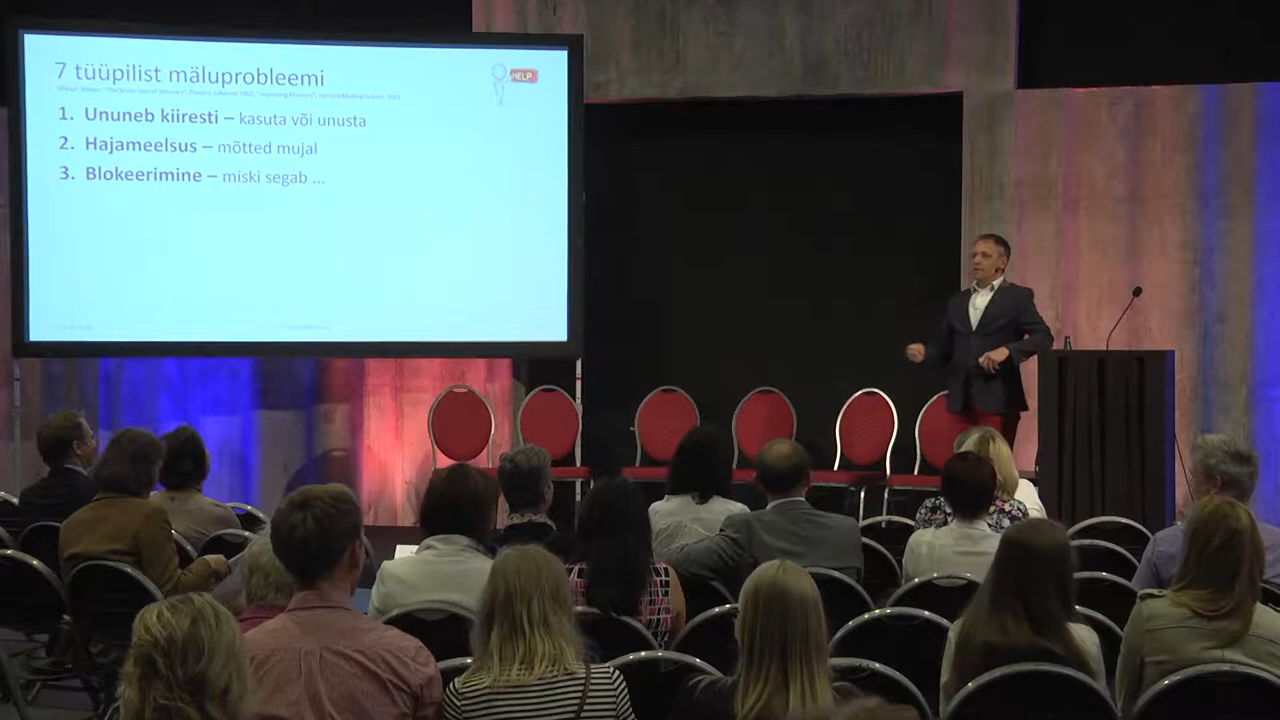 7 tüüpilist mäluprobleemi
HELP
1. Ununeb kiiresti – kasuta või unusta
2. Hajameelsus – mõtted mujal
3. Blokeerimine – miski segab ...